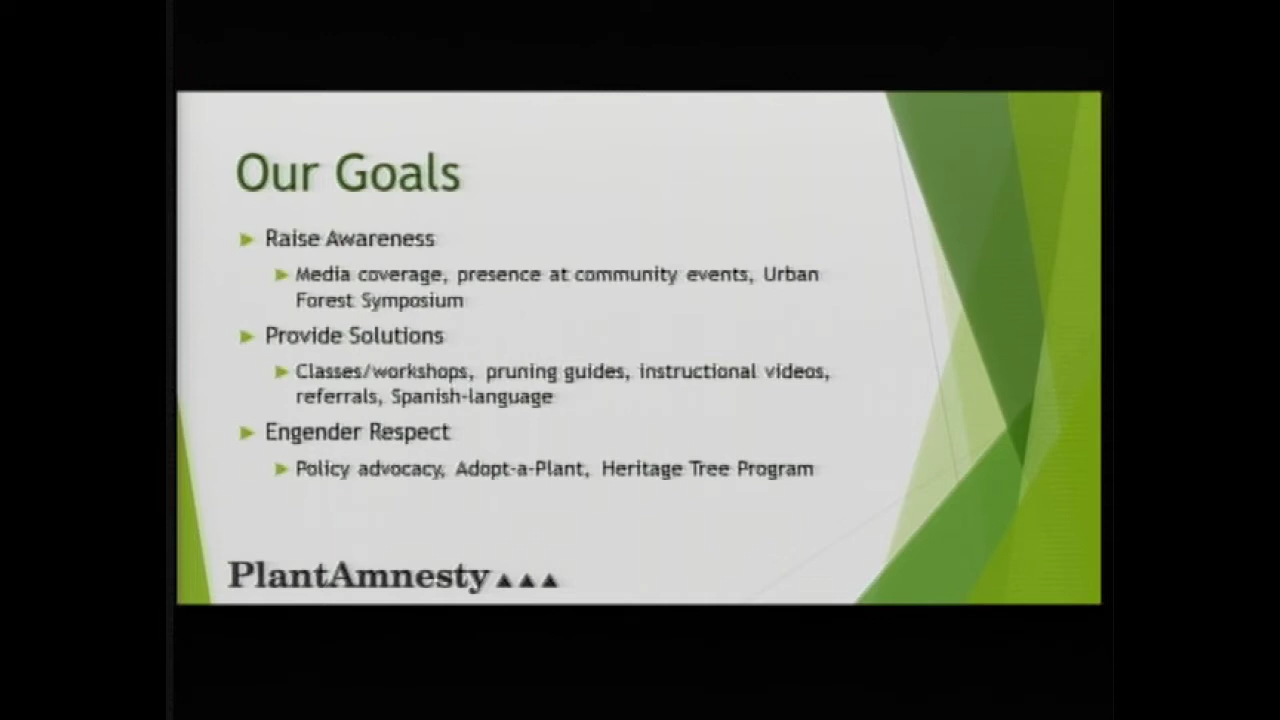 Our Goals
Raise Awareness
Media coverage, presence at community events, Urban
Forest Symposium
Provide Solutions
Classes/workshops, pruning guides, instructional videos,
referrals, Spanish-language
Engender Respect
Policy advocacy, Adopt-a-Plant, Heritage Tree Program
PlantAmnesty